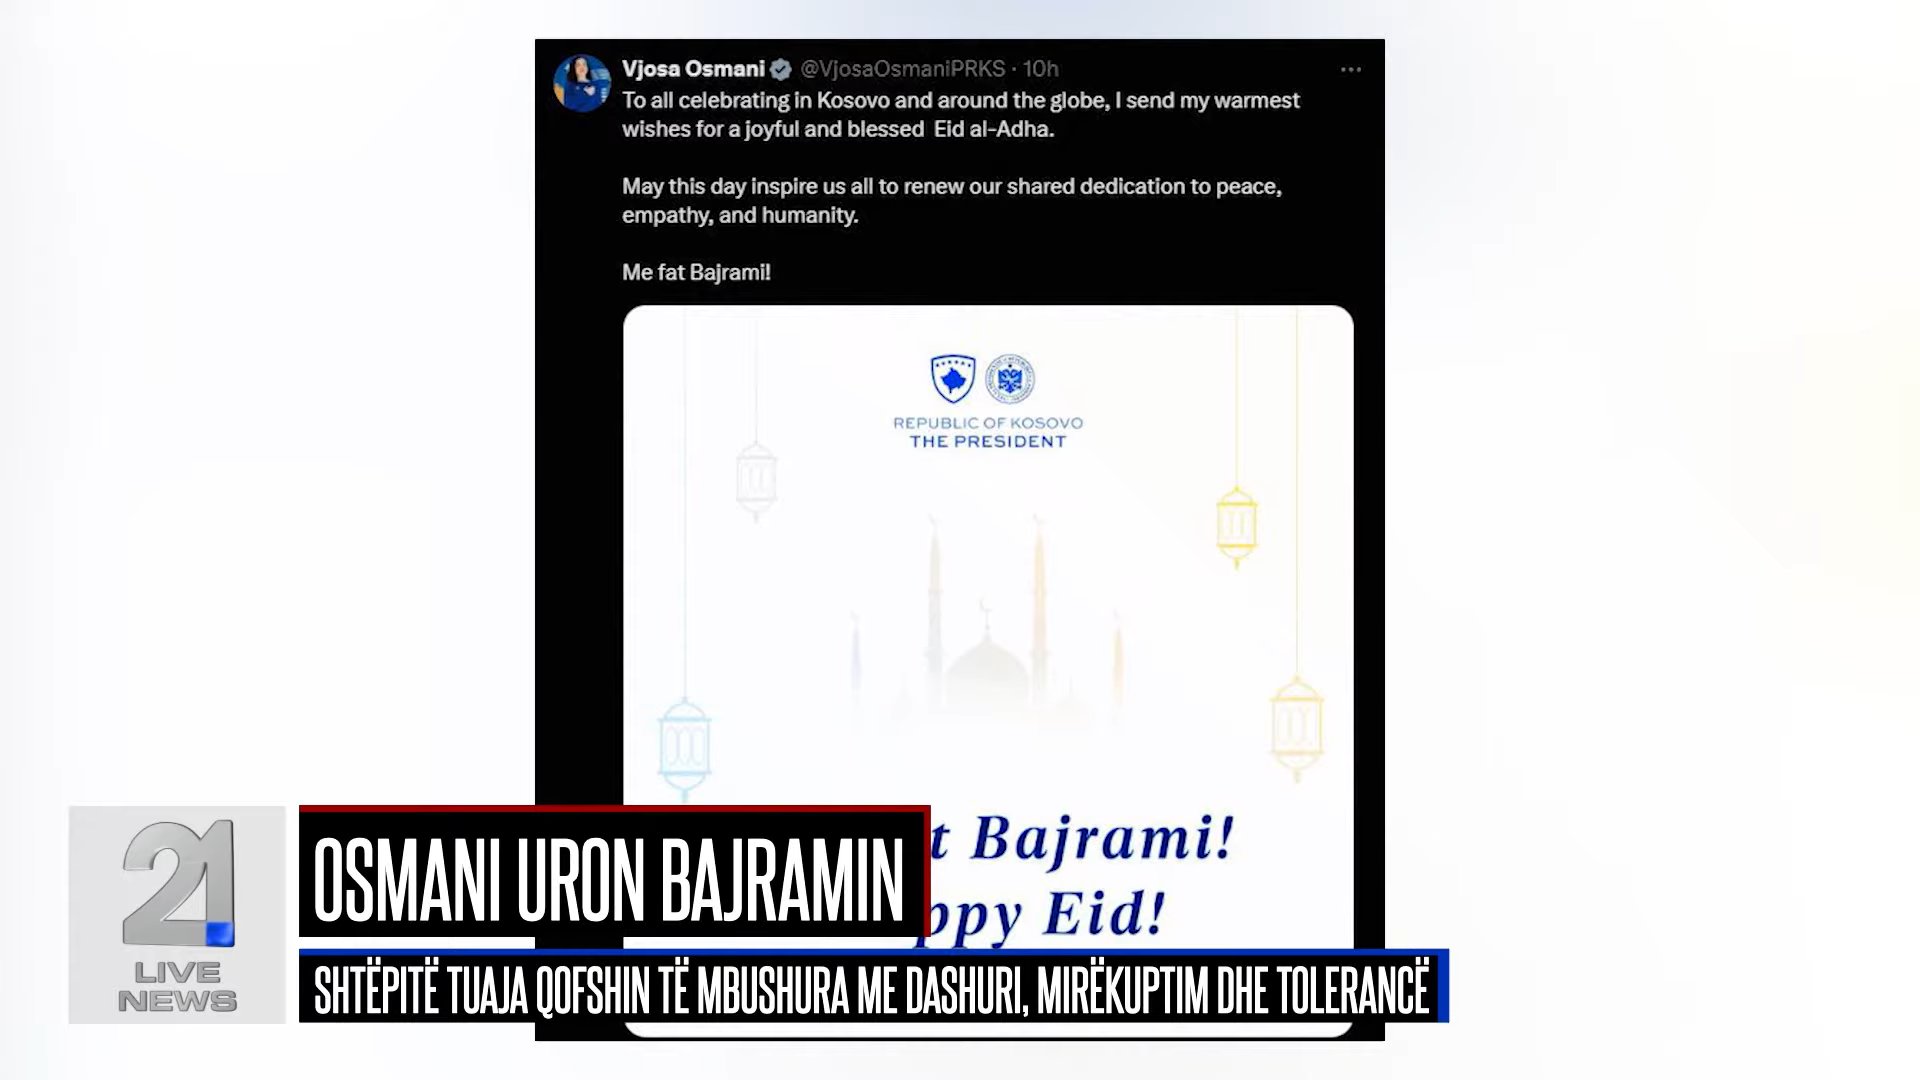 Vjosa Osmani @VjosaOsmaniPRKS · 10h
To all celebrating in Kosovo and around the globe, I send my warmest
wishes for a joyful and blessed Eid al-Adha.
May this day inspire us all to renew our shared dedication to peace,
empathy, and humanity.
Me fat Bajrami!
REPUBLIC OF KOSOVO
THE PRESIDENT
t Bajrami!
ppy Eid!
21
LIVE
NEWS
OSMANI URON BAJRAMIN
SHTËPITË TUAJA QOFSHIN TË MBUSHURA ME DASHURI, MIRËKUPTIM DHE TOLERANCË